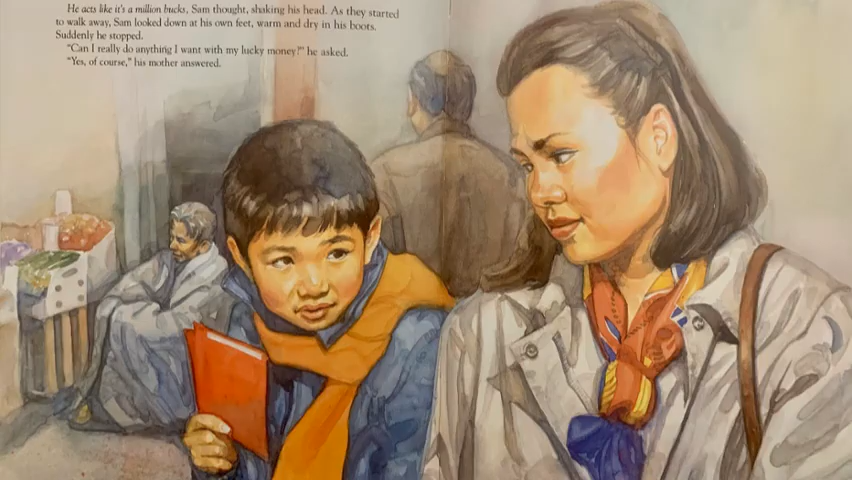 He acts like it's a million bucks, Sam thought, shaking his head. As they started
to walk away, Sam looked down at his own feet, warm and dry in his boots.
Suddenly he stopped.
"Can I really do anything I want with my lucky money?" he asked.
"Yes, of course," his mother answered.